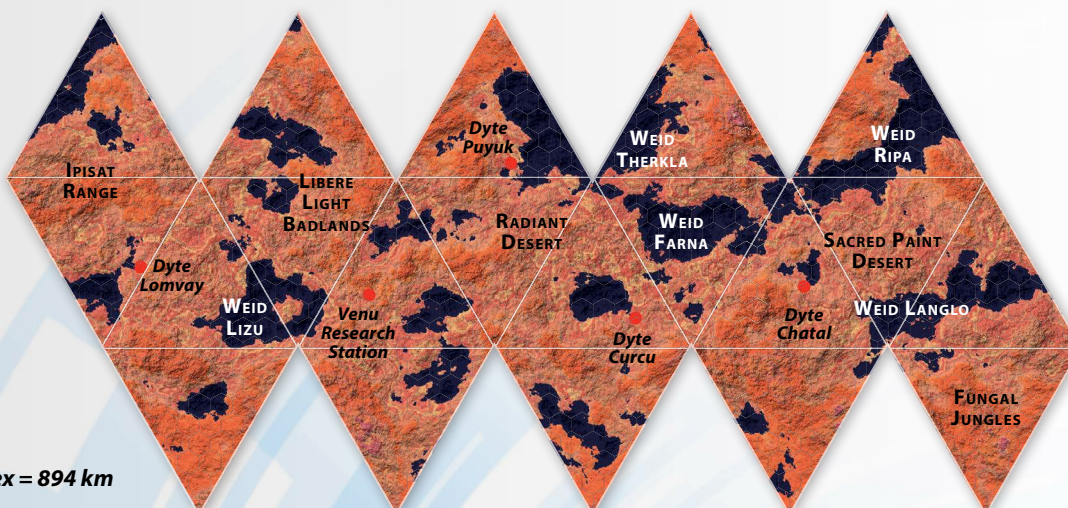 Ipisat
Range
Libere
Light
Badlands
Dyte
Puyuk
Radiant
Desert
Weid
Therkla
Weid
Ripa
Weid
Farna
Sacred Paint
Desert
Dyte
Lomvay
Weid
Lizu
Venu
Research
Station
Dyte
Curcu
Dyte
Chatal
Weid Langlo
Fungal
Jungles
ex = 894 km